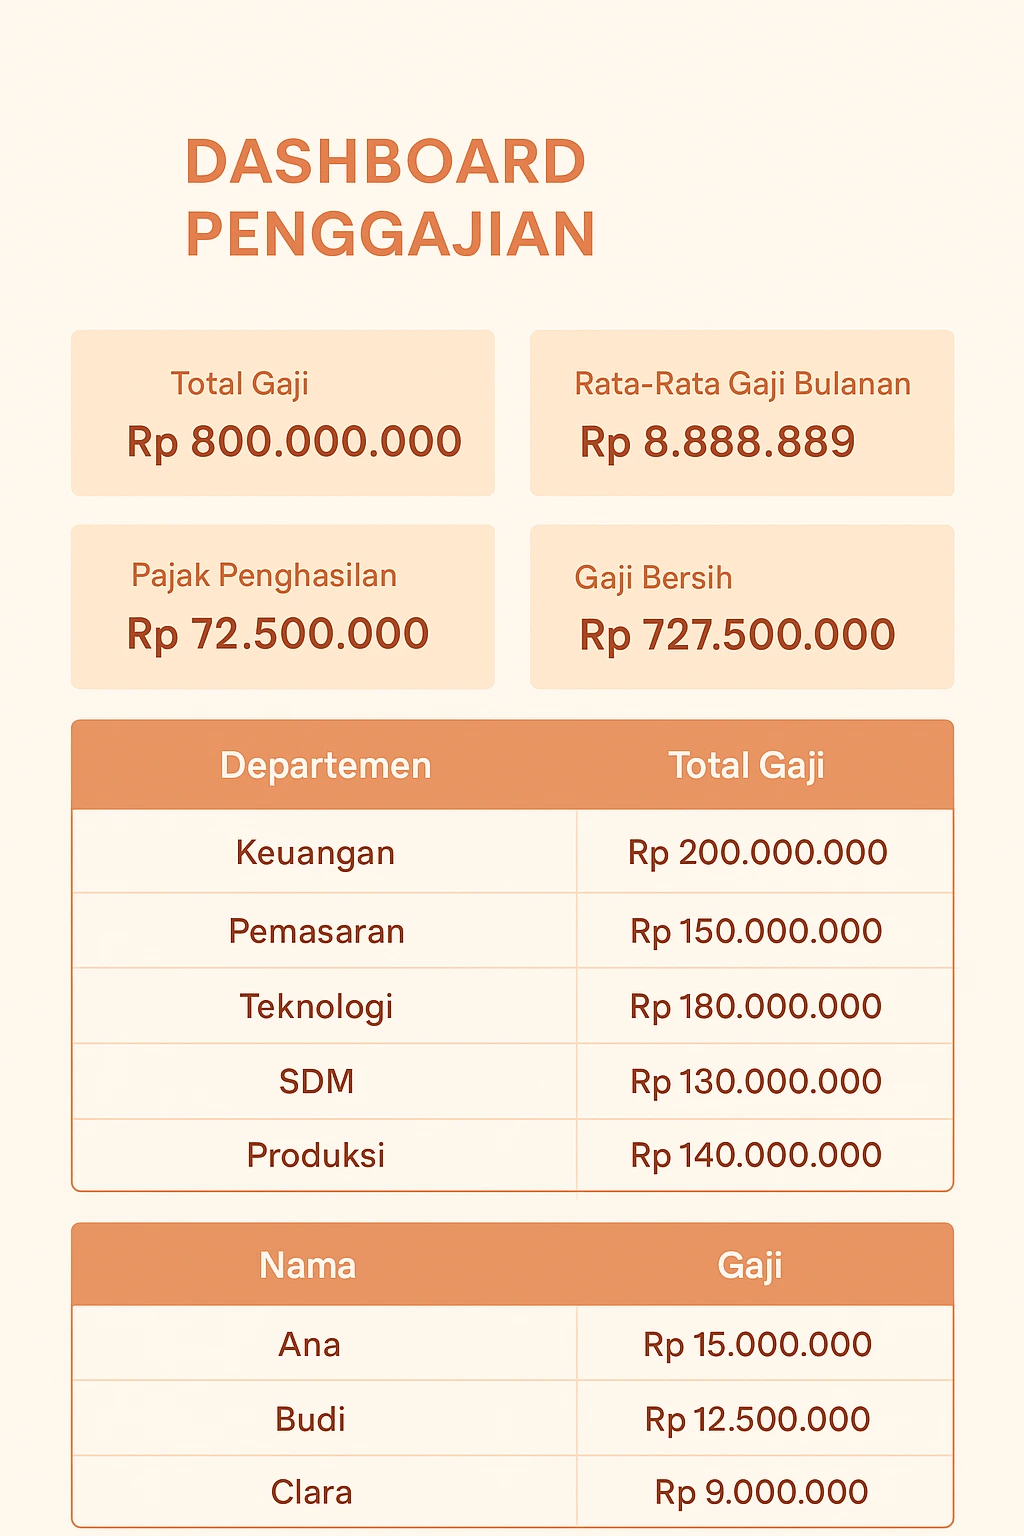 DASHBOARD
PENGGAJIAN
Total Gaji
Rp 800.000.000
Rata-Rata Gaji Bulanan
Rp 8.888.889
Pajak Penghasilan
Rp 72.500.000
Gaji Bersih
Rp 727.500.000
Departemen Total Gaji
Keuangan Rp 200.000.000
Pemasaran Rp 150.000.000
Teknologi Rp 180.000.000
SDM Rp 130.000.000
Produksi Rp 140.000.000
Nama Gaji
Ana Rp 15.000.000
Budi Rp 12.500.000
Clara Rp 9.000.000